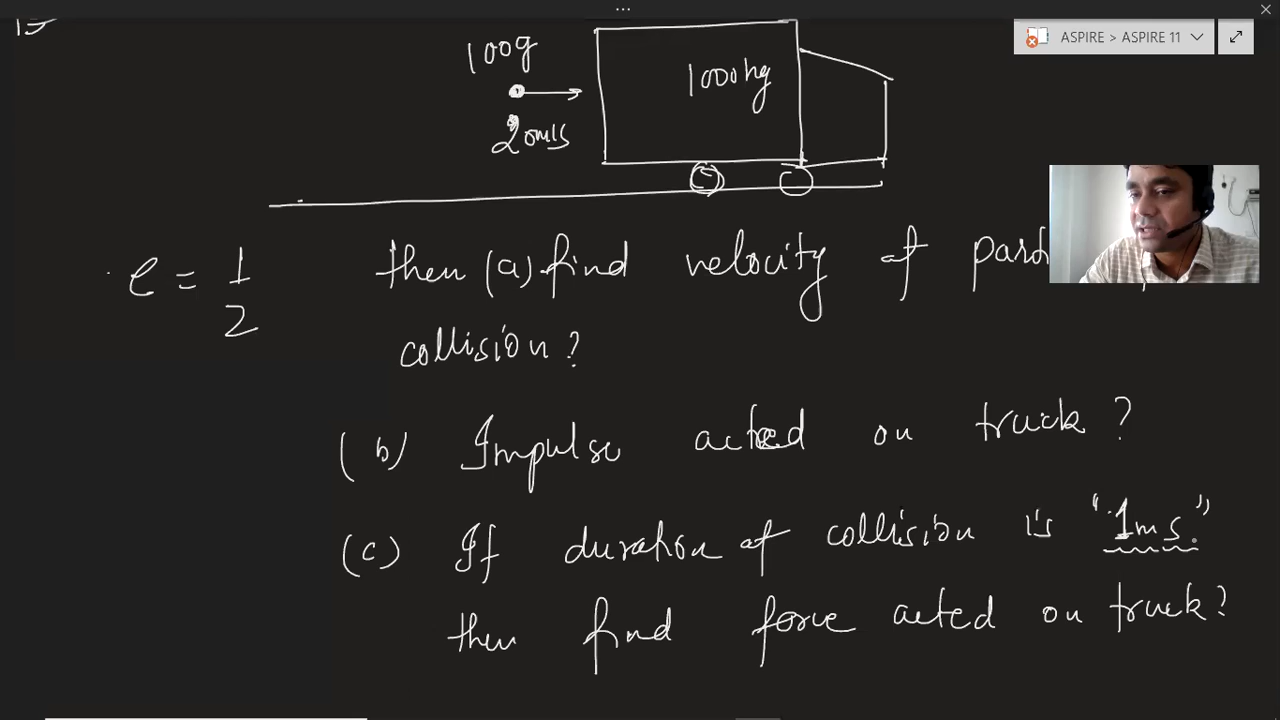 ASPIRE > ASPIRE 11
100g
20m/s
1000kg
e = 1/2 then (a) find velocity of
collision?
(b) Impulse acted on truck?
(c) If duration of collision is "1ms."
then find force acted on truck?